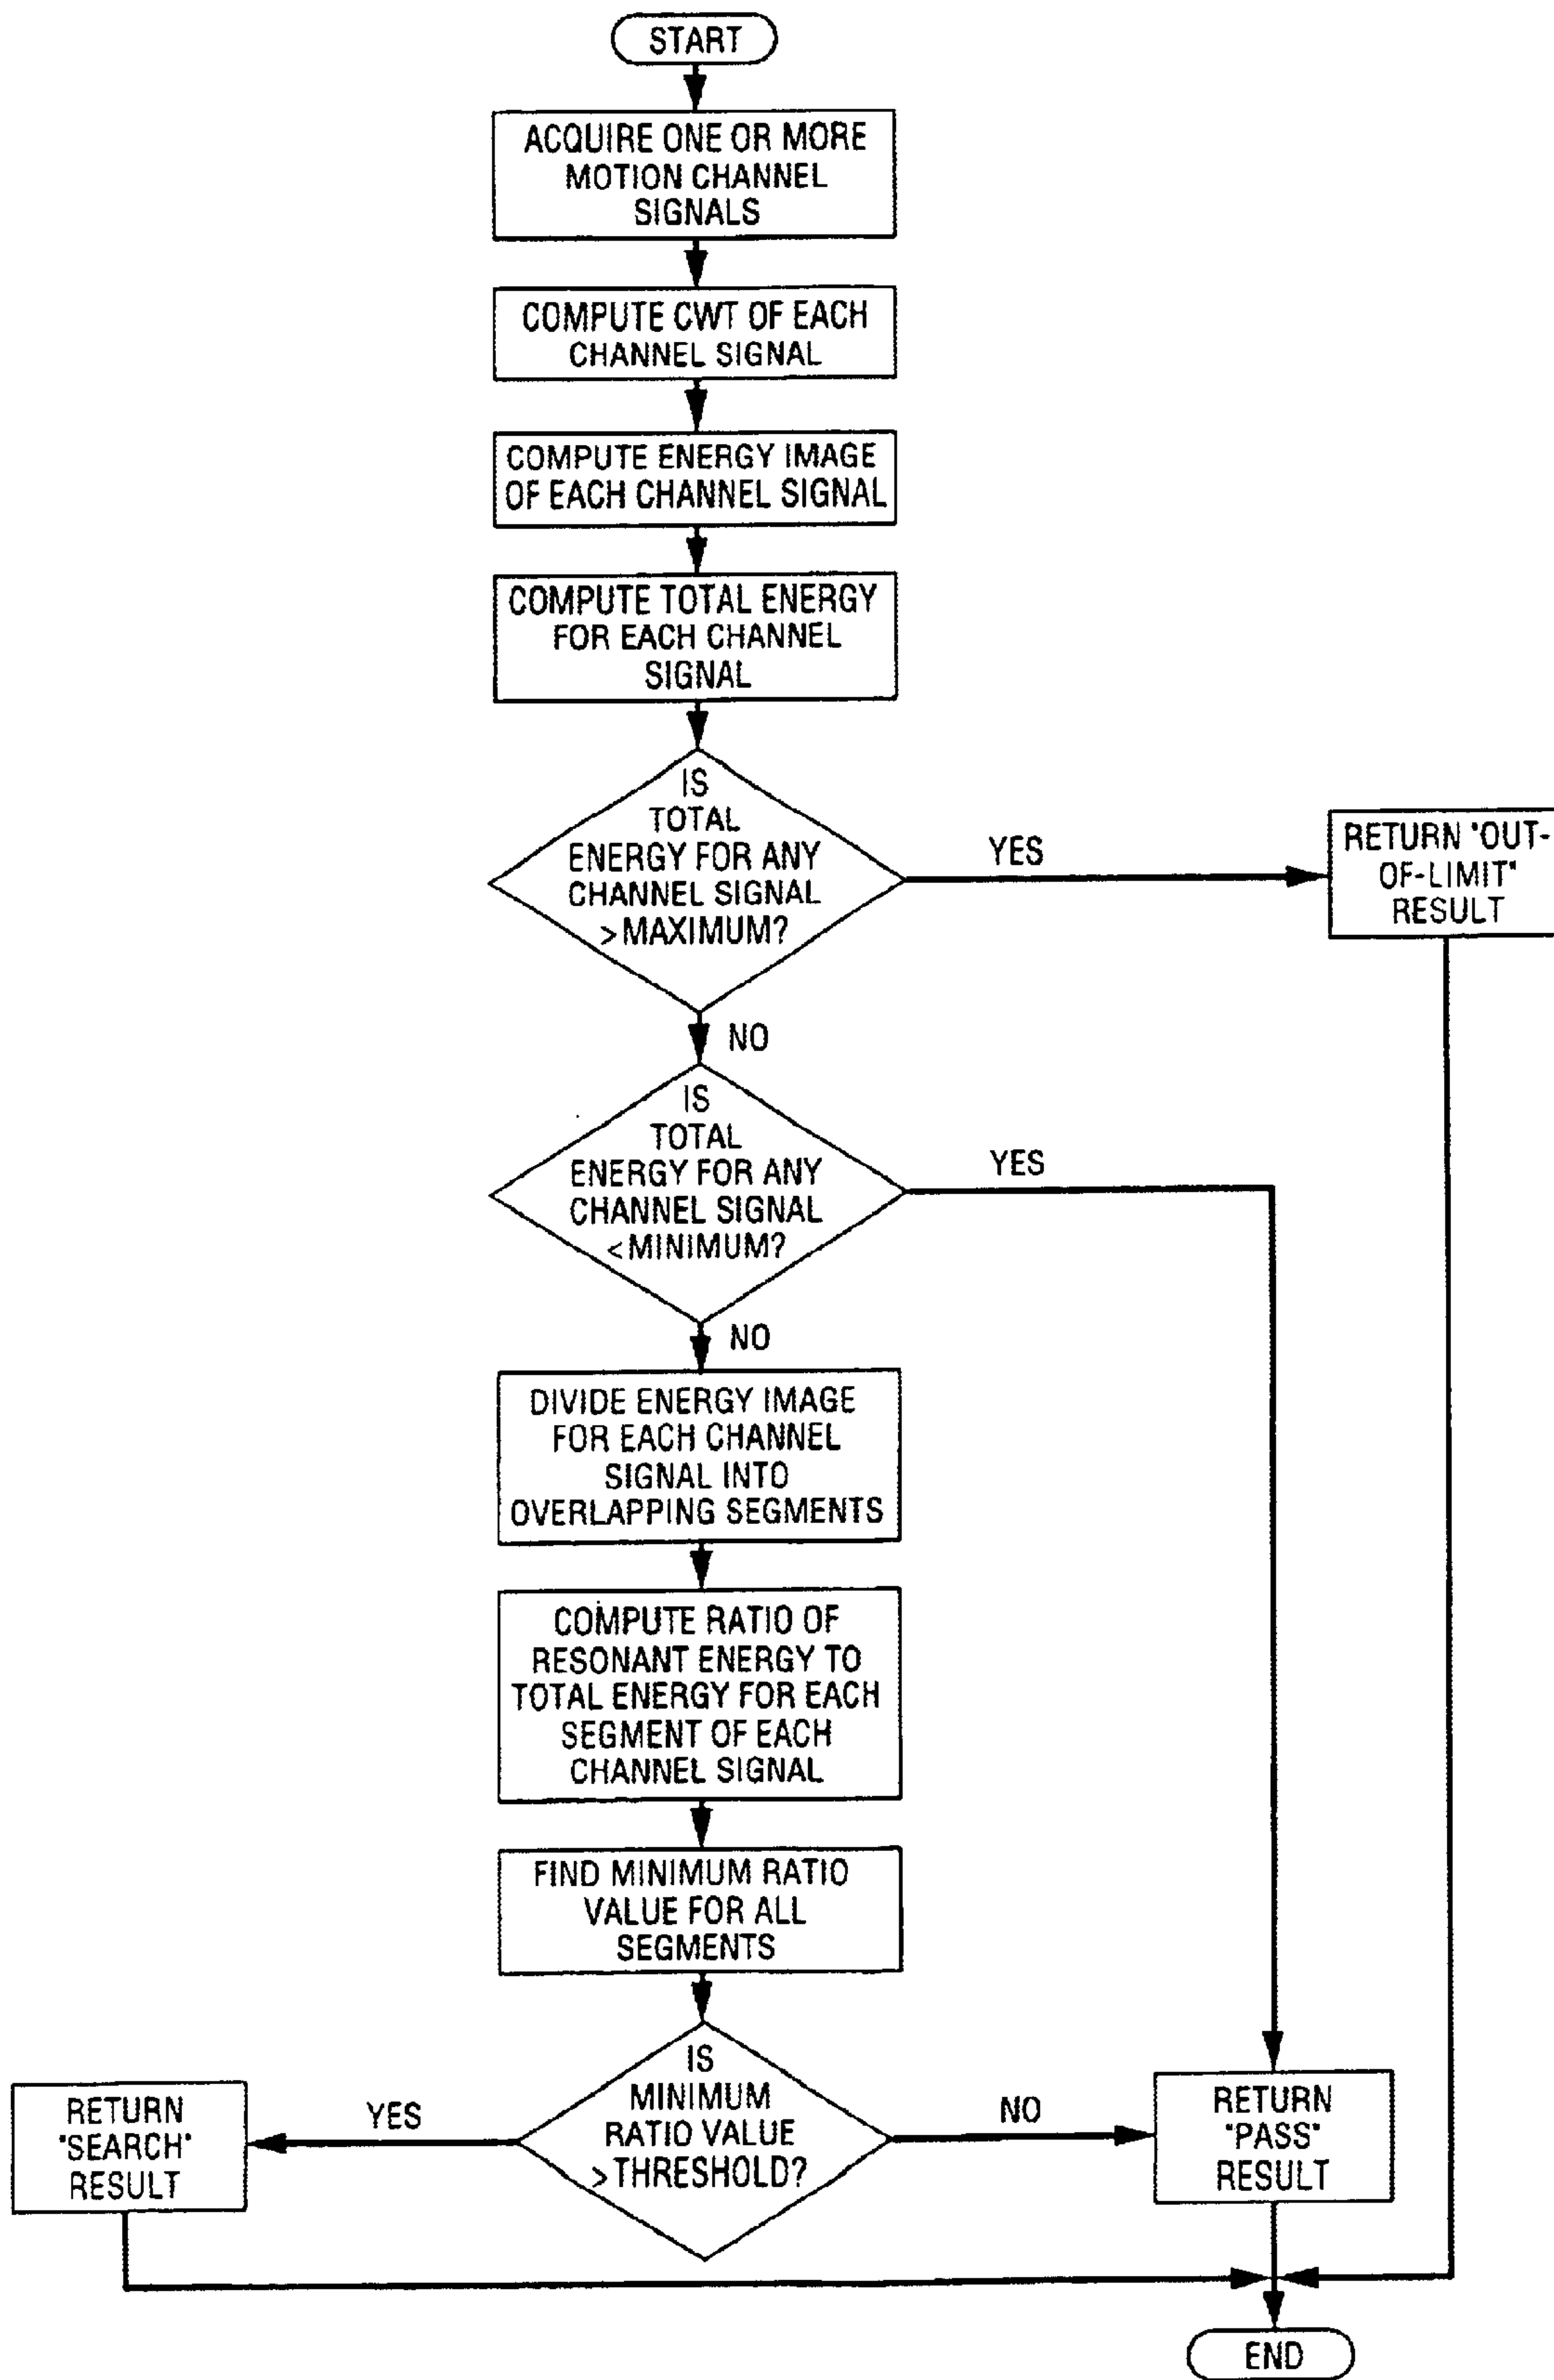 START
ACQUIRE ONE OR MORE
MOTION CHANNEL
SIGNALS
COMPUTE CWT OF EACH
CHANNEL SIGNAL
COMPUTE ENERGY IMAGE
OF EACH CHANNEL SIGNAL
COMPUTE TOTAL ENERGY
FOR EACH CHANNEL
SIGNAL
IS
TOTAL
ENERGY FOR ANY
CHANNEL SIGNAL
>MAXIMUM?
YES
RETURN "OUT-
OF-LIMIT"
RESULT
NO
IS
TOTAL
ENERGY FOR ANY
CHANNEL SIGNAL
<MINIMUM?
YES
NO
DIVIDE ENERGY IMAGE
FOR EACH CHANNEL
SIGNAL INTO
OVERLAPPING SEGMENTS
COMPUTE RATIO OF
RESONANT ENERGY TO
TOTAL ENERGY FOR EACH
SEGMENT OF EACH
CHANNEL SIGNAL
FIND MINIMUM RATIO
VALUE FOR ALL
SEGMENTS
IS
MINIMUM
RATIO VALUE
>THRESHOLD?
YES
RETURN
"SEARCH"
RESULT
NO
RETURN
"PASS"
RESULT
END